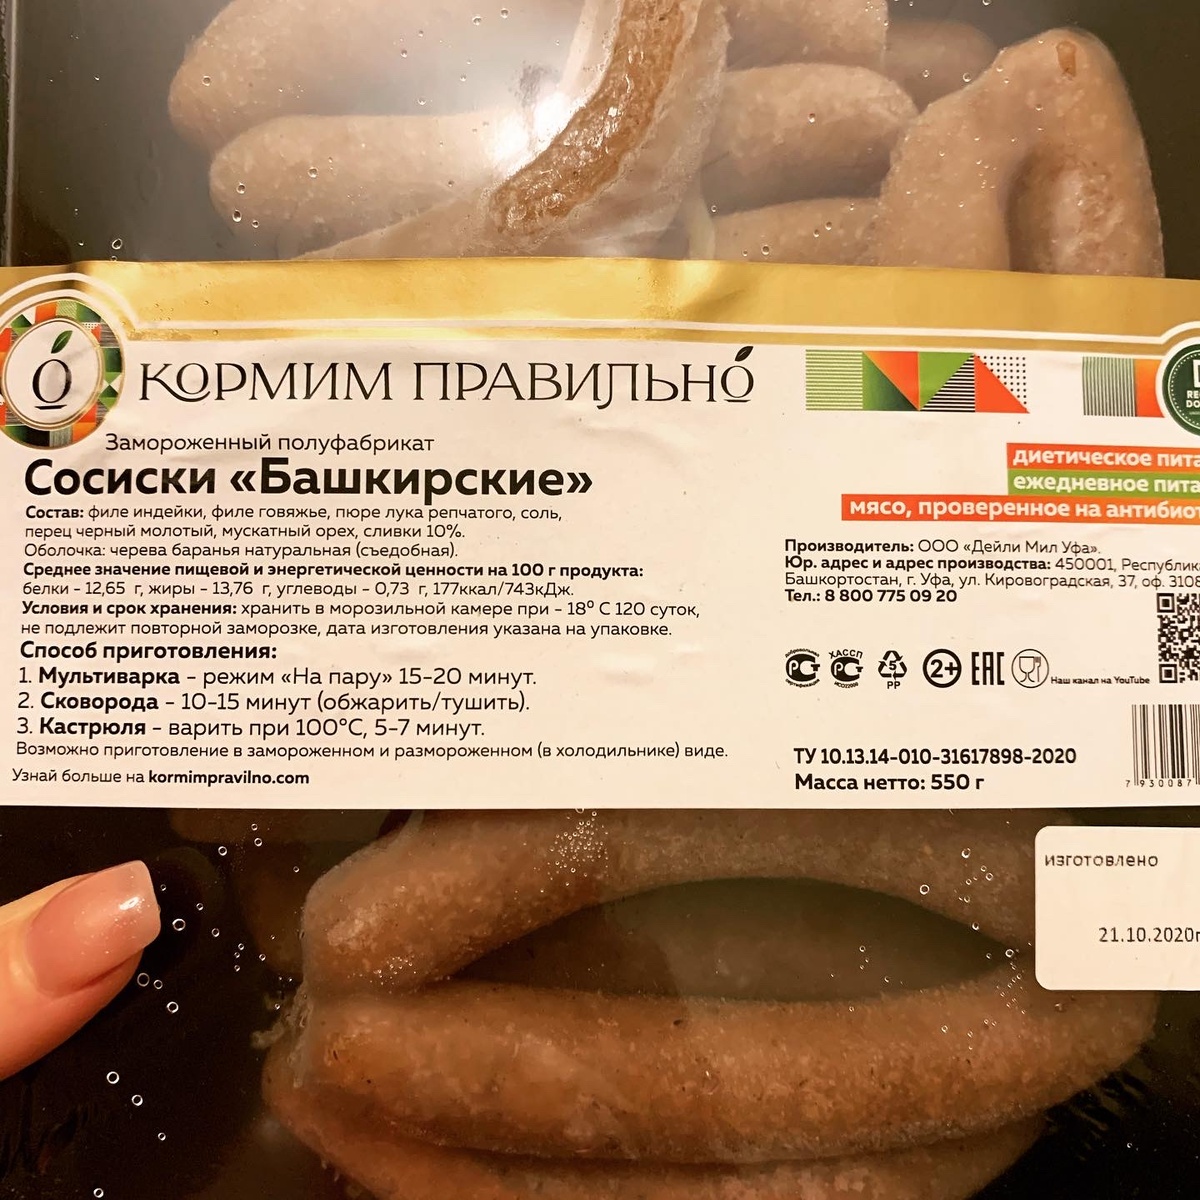 КОРМИМ ПРАВИЛЬНО
Замороженный полуфабрикат
Сосиски «Башкирские»
Состав: филе индейки, филе говяжье, пюре лука репчатого, соль,
перец черный молотый, мускатный орех, сливки 10%.
Оболочка: черева баранья натуральная (съедобная).
Среднее значение пищевой и энергетической ценности на 100 г продукта:
белки - 12,65 г, жиры - 13,76 г, углеводы - 0,73 г, 177ккал/743кДж.
Условия и срок хранения: хранить в морозильной камере при - 18⁰ С 120 суток,
не подлежит повторной заморозке, дата изготовления указана на упаковке.
Способ приготовления:
1. Мультиварка - режим «На пару» 15-20 минут.
2. Сковорода - 10-15 минут (обжарить/тушить).
3. Кастрюля - варить при 100°С, 5-7 минут.
Возможно приготовление в замороженном и размороженном (в холодильнике) виде.
Узнай больше на kormimpravilno.com
диетическое пита
ежедневное пита
мясо, проверенное на антибиот
Производитель: ООО «Дейли Мил Уфа».
Юр. адрес и адрес производства: 450001, Республика
Башкортостан, г. Уфа, ул. Кировоградская, 37, оф. 3108
Тел.: 8 800 775 09 20
добровольная сертификация
ХАССП
ИСО22000
5
PP
2+
EAC
Наш канал на YouTube
ТУ 10.13.14-010-31617898-2020
Масса нетто: 550 г
7 930087
изготовлено
21.10.2020г